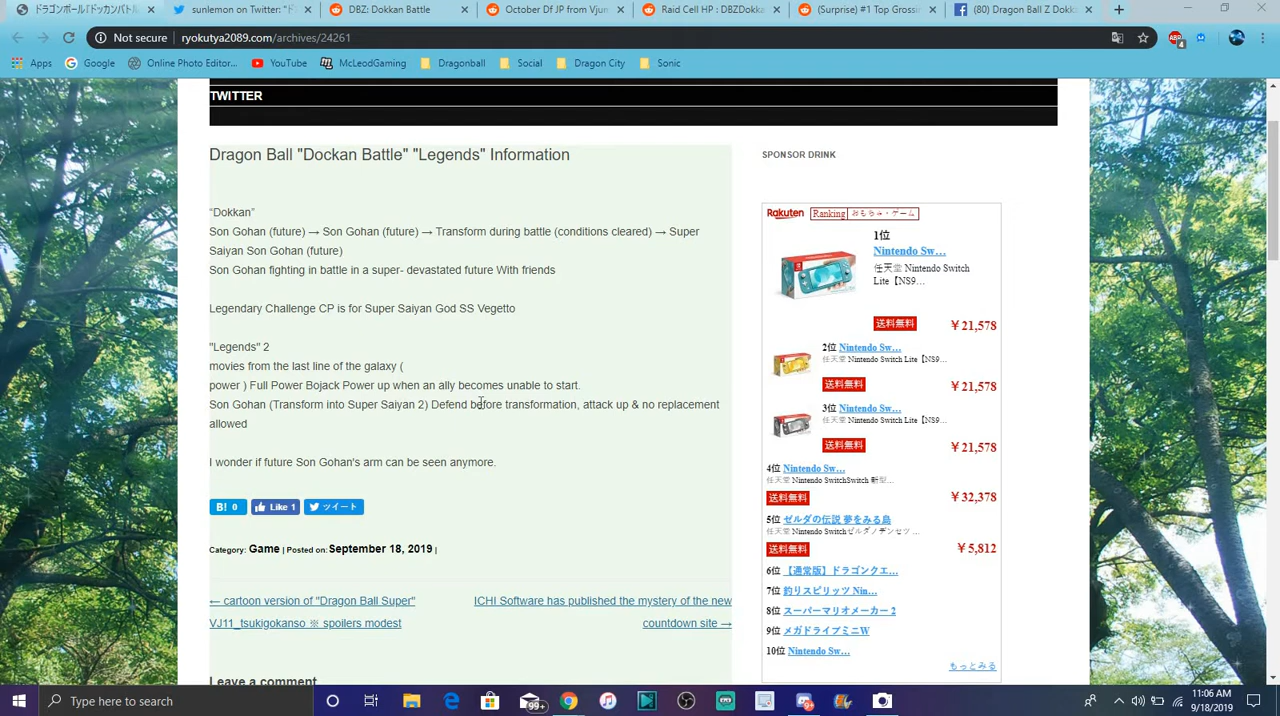 sunlemon (@tv
DBZ: Dokkan Battle
October Of JP from Vjum
Raid Cell HP : DBZDokka
(Surprise) #1 Top Gross
(80) Dragon Ball Z Dokk
Not secure
ryokutya2089.com/archives/24261
Apps
Google
Online Photo Editor...
YouTube
McLeodGaming
Dragonball
Social
Dragon City
Sonic
TWITTER
Dragon Ball "Dockan Battle" "Legends" Information
SPONSOR DRINK
“Dokkan”
Son Gohan (future) → Son Gohan (future) → Transform during battle (conditions cleared) → Super
Saiyan Son Gohan (future)
Son Gohan fighting in battle in a super- devastated future With friends
Legendary Challenge CP is for Super Saiyan God SS Vegetto
"Legends" 2
movies from the last line of the galaxy (
power ) Full Power Bojack Power up when an ally becomes unable to start.
Son Gohan (Transform into Super Saiyan 2) Defend before transformation, attack up & no replacement
allowed
I wonder if future Son Gohan's arm can be seen anymore.
B! 0
Like 1
ツイート
Category: Game | Posted on: September 18, 2019 |
← cartoon version of "Dragon Ball Super"
VJ11_tsukigokanso ※ spoilers modest
ICHI Software has published the mystery of the new
countdown site →
Leave a comment
Rakuten
Ranking
おもちゃ・ゲーム
1位
Nintendo Sw…
任天堂 Nintendo Switch
Lite【NS9…
送料無料
￥21,578
2位 Nintendo Sw…
任天堂 Nintendo Switch Lite【NS9…
送料無料
￥21,578
3位 Nintendo Sw…
任天堂 Nintendo Switch Lite【NS9…
送料無料
￥21,578
4位 Nintendo Sw…
任天堂 Nintendo SwitchSwitch 新型…
送料無料
￥32,378
5位 ゼルダの伝説 夢をみる島
任天堂 Nintendo Switchゼルダノデンセツ …
送料無料
￥5,812
6位 【通常版】ドラゴンクエ…
7位 釣りスピリッツ Nin…
8位 スーパーマリオメーカー 2
9位 メガドライブミニW
10位 Nintendo Sw…
もっとみる
Type here to search
99+
9+
11:06 AM
9/18/2019